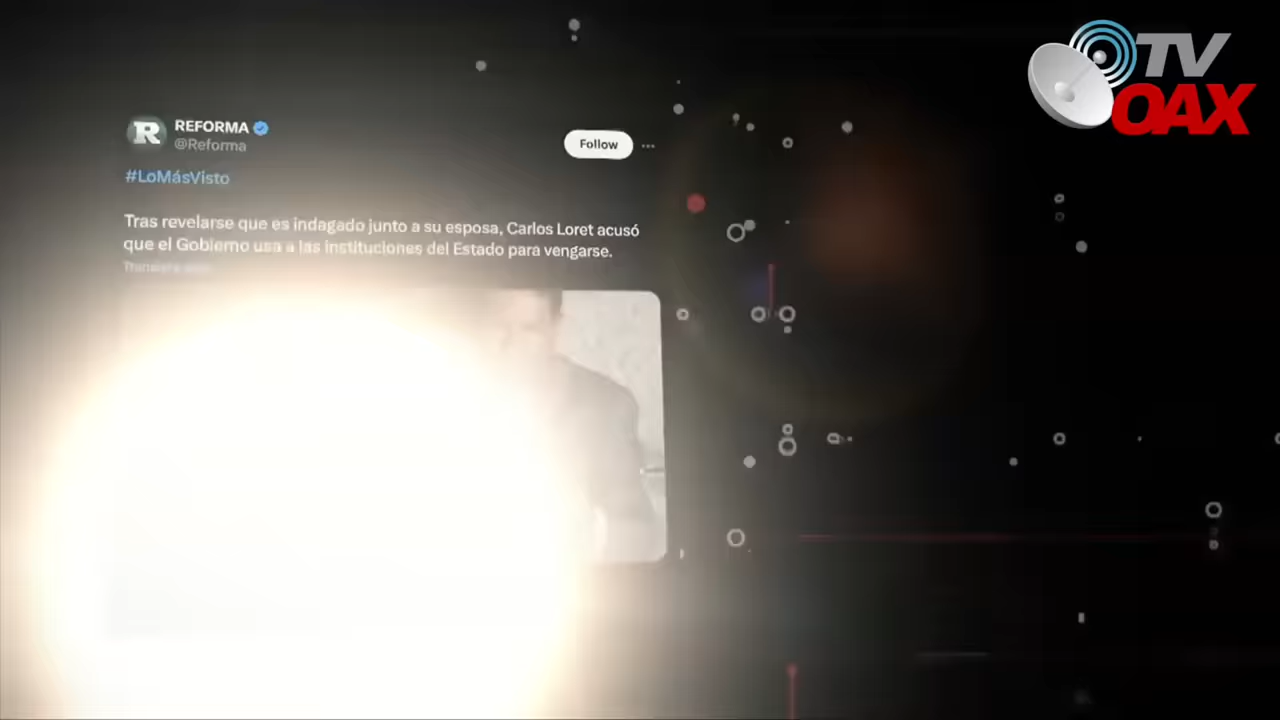 TV
OAX
REFORMA
@Reforma
Follow
#LoMásVisto
Tras revelarse que es indagado junto a su esposa, Carlos Loret acusó
que el Gobierno usa a las instituciones del Estado para vengarse.